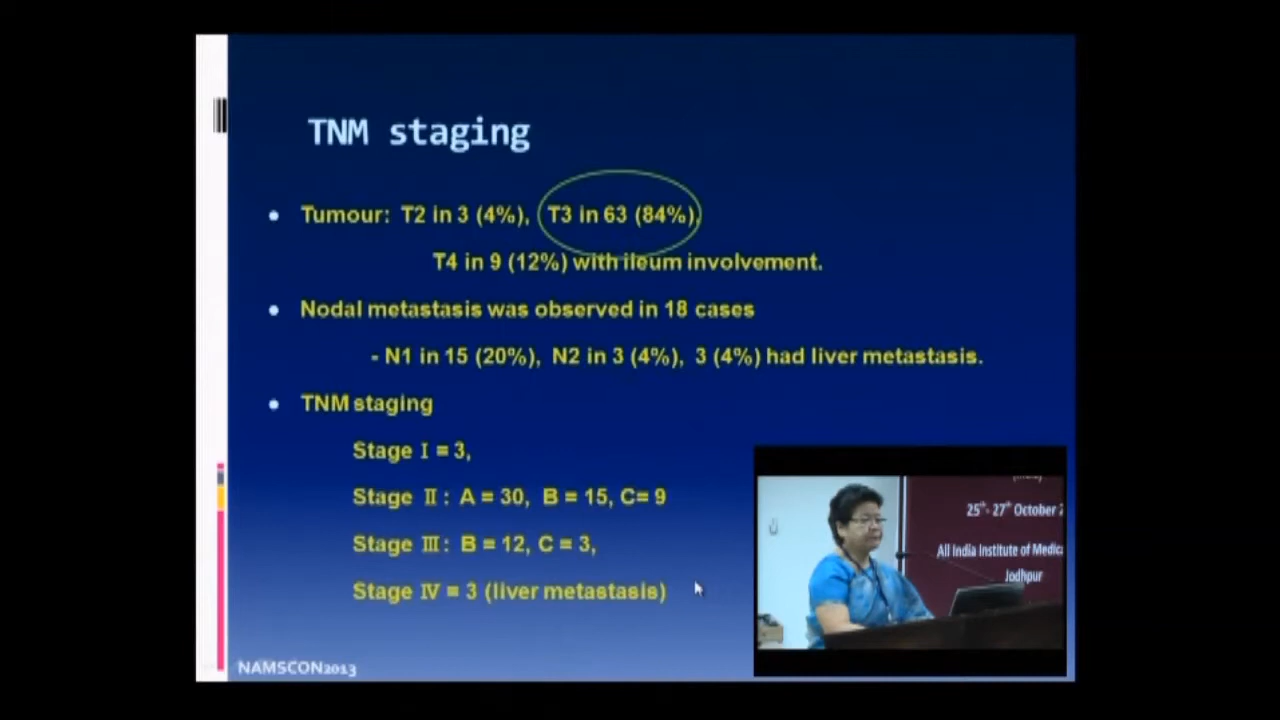 TNM staging
• Tumour: T2 in 3 (4%), T3 in 63 (84%),
T4 in 9 (12%) with ileum involvement.
• Nodal metastasis was observed in 18 cases
- N1 in 15 (20%), N2 in 3 (4%), 3 (4%) had liver metastasis.
• TNM staging
Stage I = 3,
Stage II : A = 30, B = 15, C= 9
Stage III : B = 12, C = 3,
Stage IV = 3 (liver metastasis)
NAMSCON2013
25th- 27th October 2
All India Institute of Medica
Jodhpur